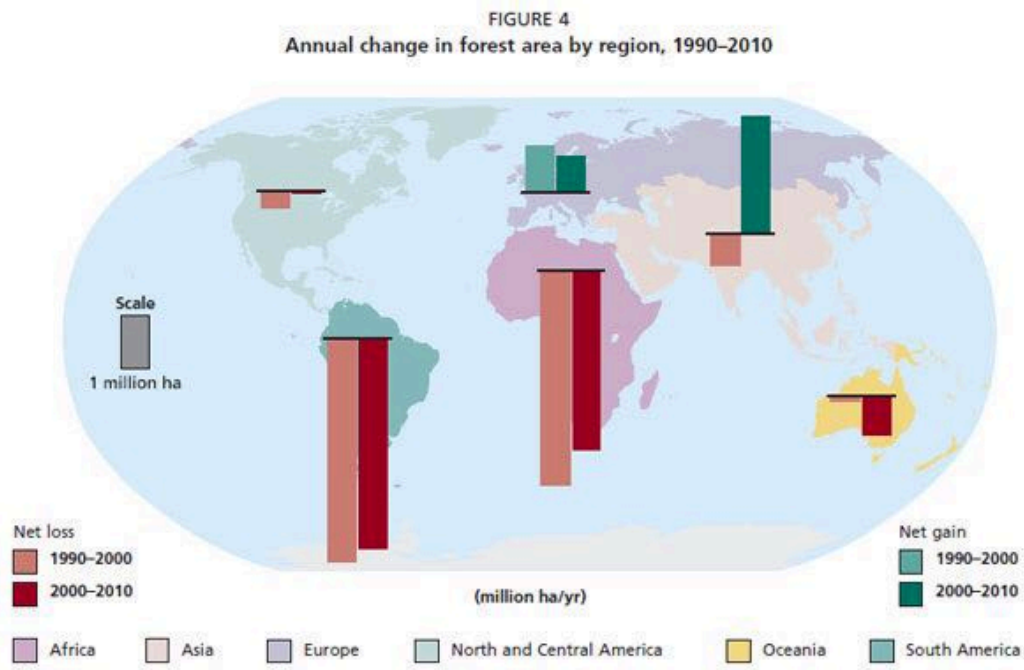 FIGURE 4
Annual change in forest area by region, 1990–2010
Scale
1 million ha
Net loss
1990–2000
2000–2010
(million ha/yr)
Net gain
1990–2000
2000–2010
Africa
Asia
Europe
North and Central America
Oceania
South America